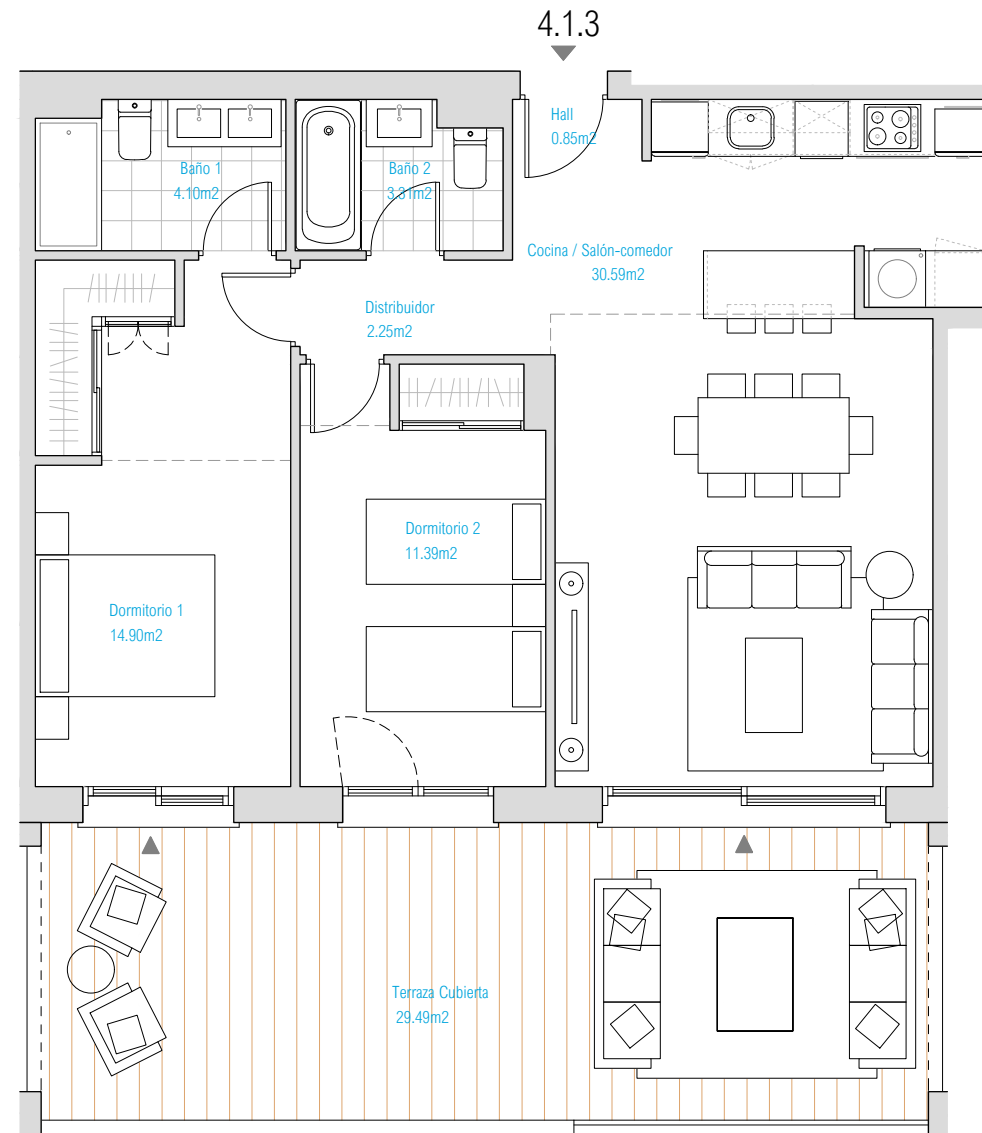 4.1.3
Hall
0.85m2
Baño 1
4.10m2
Baño 2
3.31m2
Cocina / Salón-comedor
30.59m2
Distribuidor
2.25m2
Dormitorio 2
11.39m2
Dormitorio 1
14.90m2
Terraza Cubierta
29.49m2